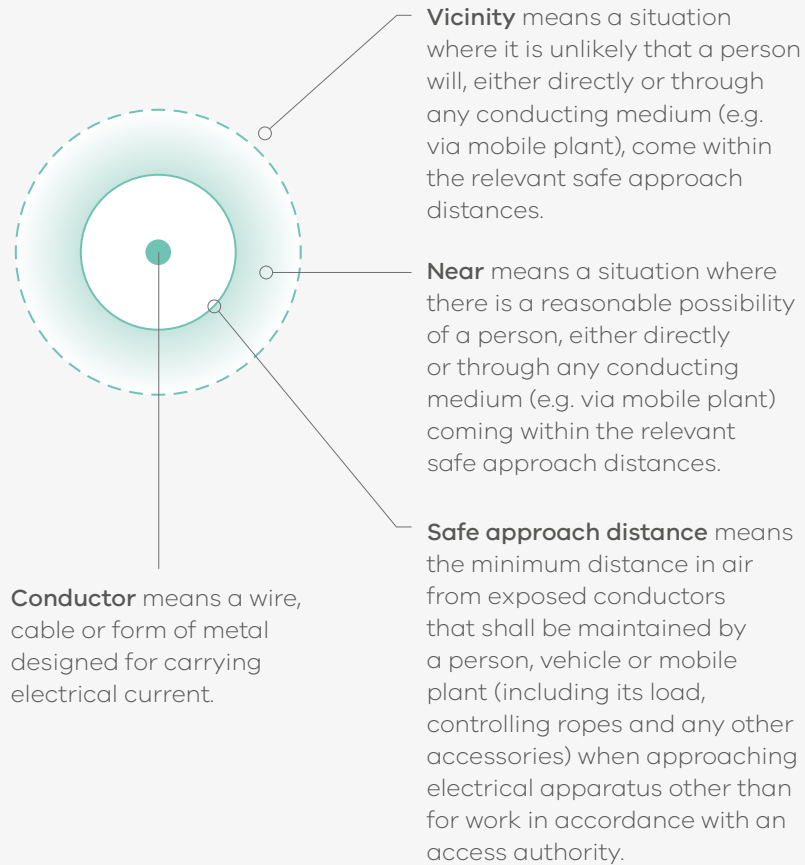 Vicinity means a situation
where it is unlikely that a person
will, either directly or through
any conducting medium (e.g.
via mobile plant), come within
the relevant safe approach
distances.
Near means a situation where
there is a reasonable possibility
of a person, either directly
or through any conducting
medium (e.g. via mobile plant)
coming within the relevant
safe approach distances.
Safe approach distance means
the minimum distance in air
from exposed conductors
that shall be maintained by
a person, vehicle or mobile
plant (including its load,
controlling ropes and any other
accessories) when approaching
electrical apparatus other than
for work in accordance with an
access authority.
Conductor means a wire,
cable or form of metal
designed for carrying
electrical current.